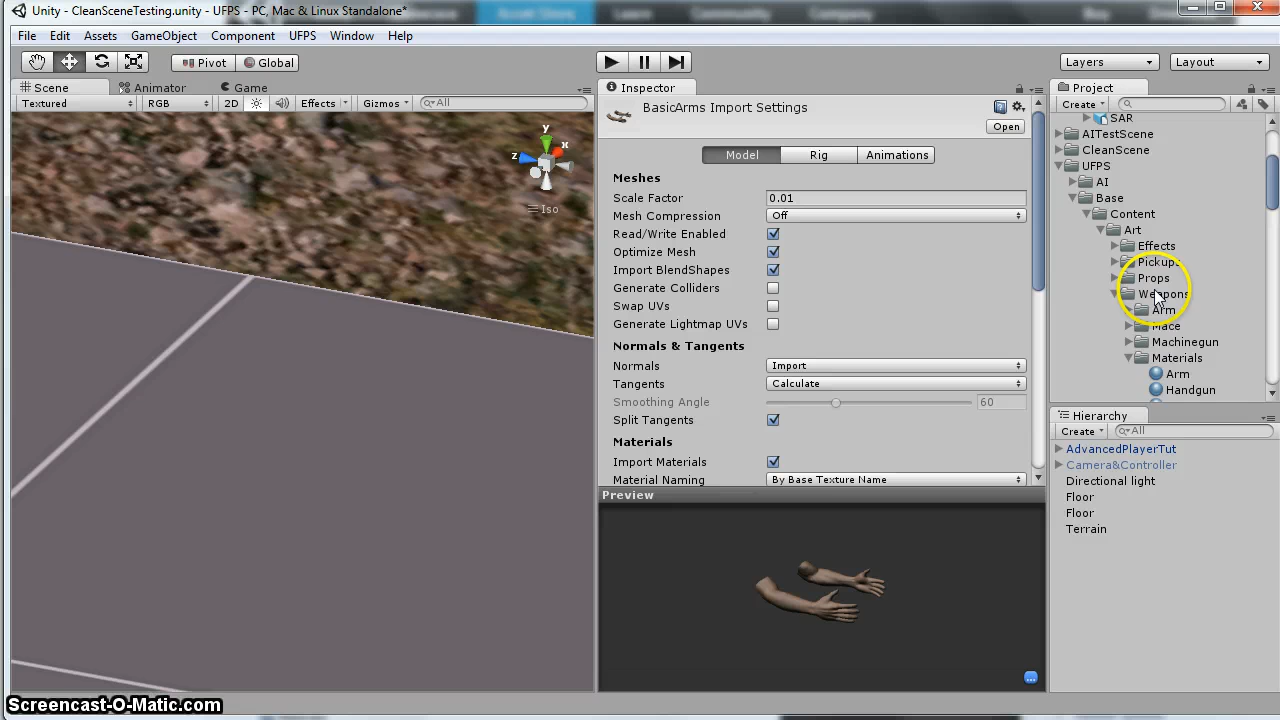 Unity - CleanSceneTesting.unity - UFPS - PC, Mac & Linux Standalone*
File Edit Assets GameObject Component UFPS Window Help
Pivot Global Layers Layout
Scene Animator Game
Textured RGB 2D Effects Gizmos All
y
x
z
Iso
Inspector
BasicArms Import Settings
Open
Model Rig Animations
Meshes
Scale Factor 0.01
Mesh Compression Off
Read/Write Enabled
Optimize Mesh
Import BlendShapes
Generate Colliders
Swap UVs
Generate Lightmap UVs
Normals & Tangents
Normals Import
Tangents Calculate
Smoothing Angle 60
Split Tangents
Materials
Import Materials
Material Naming By Base Texture Name
Preview
Project
Create
SAR
AITestScene
CleanScene
UFPS
AI
Base
Content
Art
Effects
Pickups
Props
Weapons
Arm
Mace
Machinegun
Materials
Arm
Handgun
Hierarchy
Create All
AdvancedPlayerTut
Camera&Controller
Directional light
Floor
Floor
Terrain
Screencast-O-Matic.com